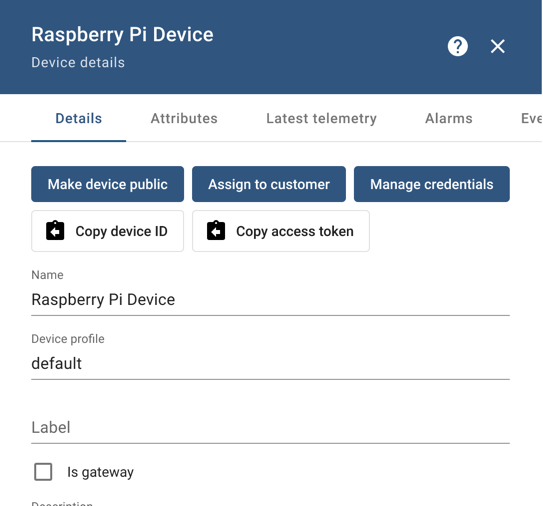 Raspberry Pi Device
Device details
Details Attributes Latest telemetry Alarms Eve
Make device public Assign to customer Manage credentials
Copy device ID Copy access token
Name
Raspberry Pi Device
Device profile
default
Label
Is gateway
Description